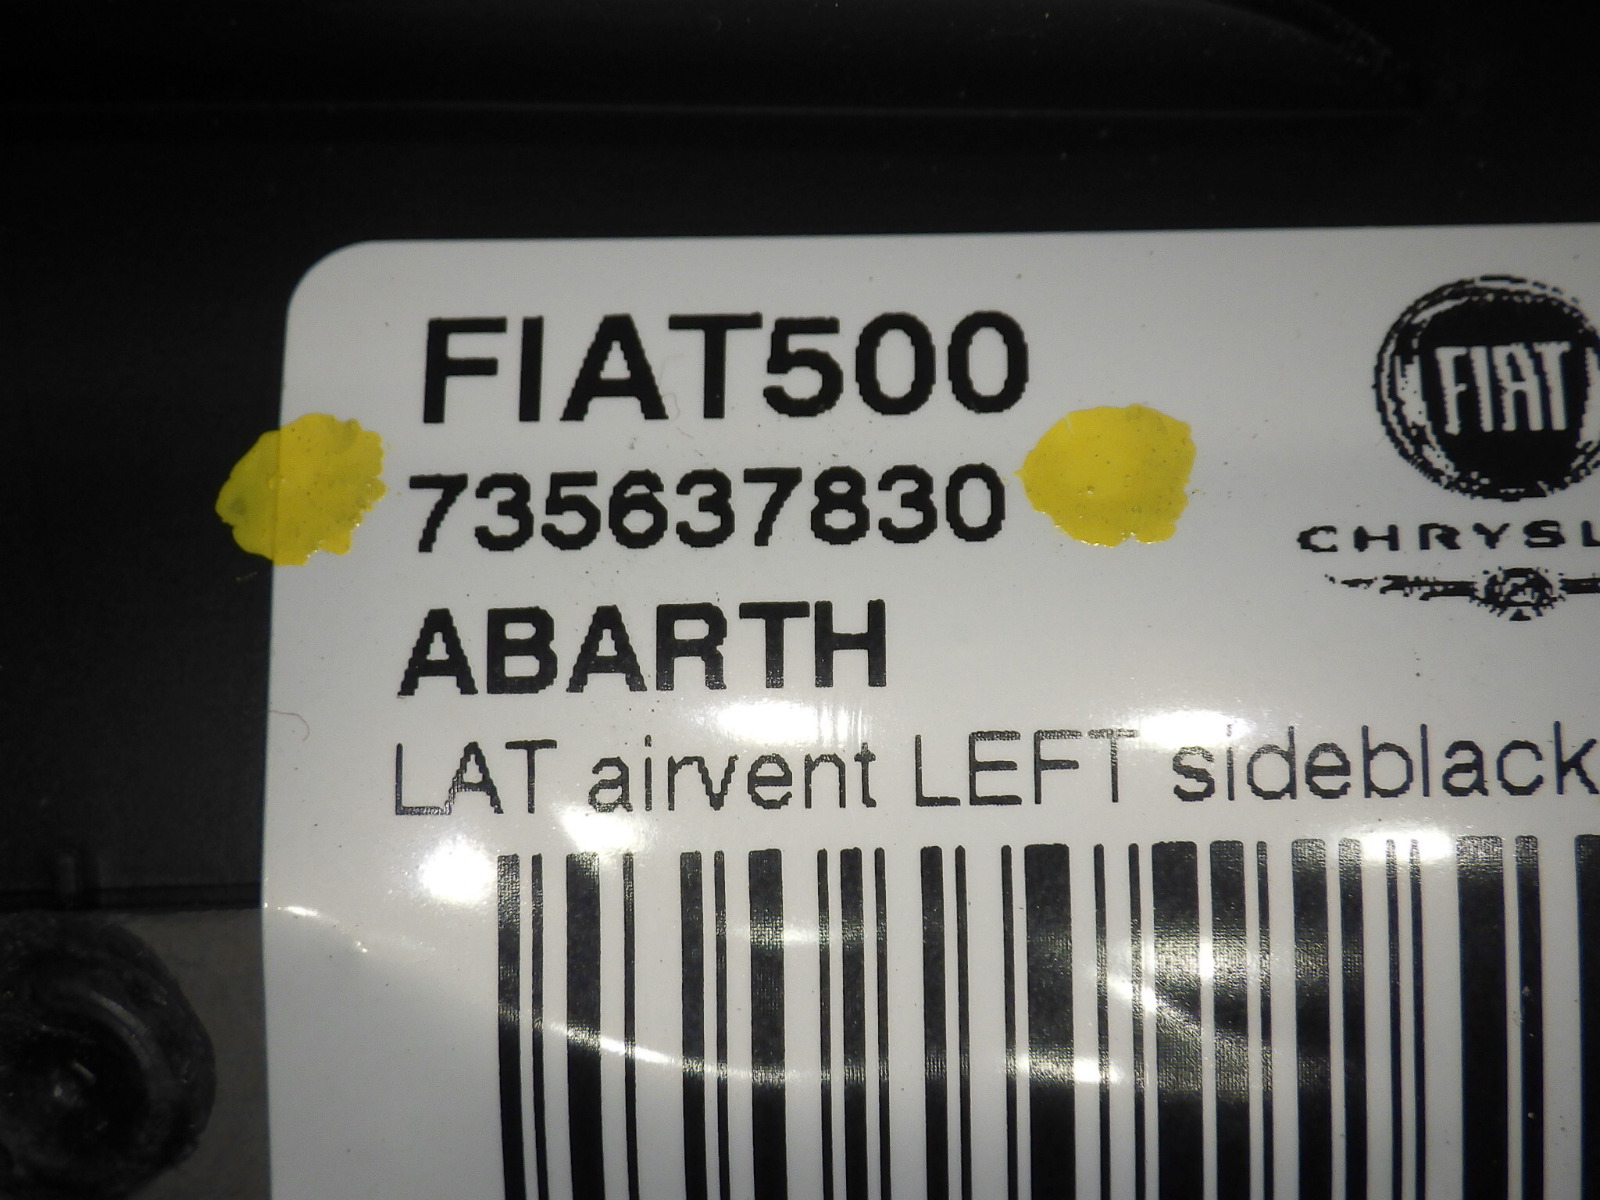 FIAT500
FIAT
735637830
CHRYSL
ABARTH
LAT airvent LEFT sideblack